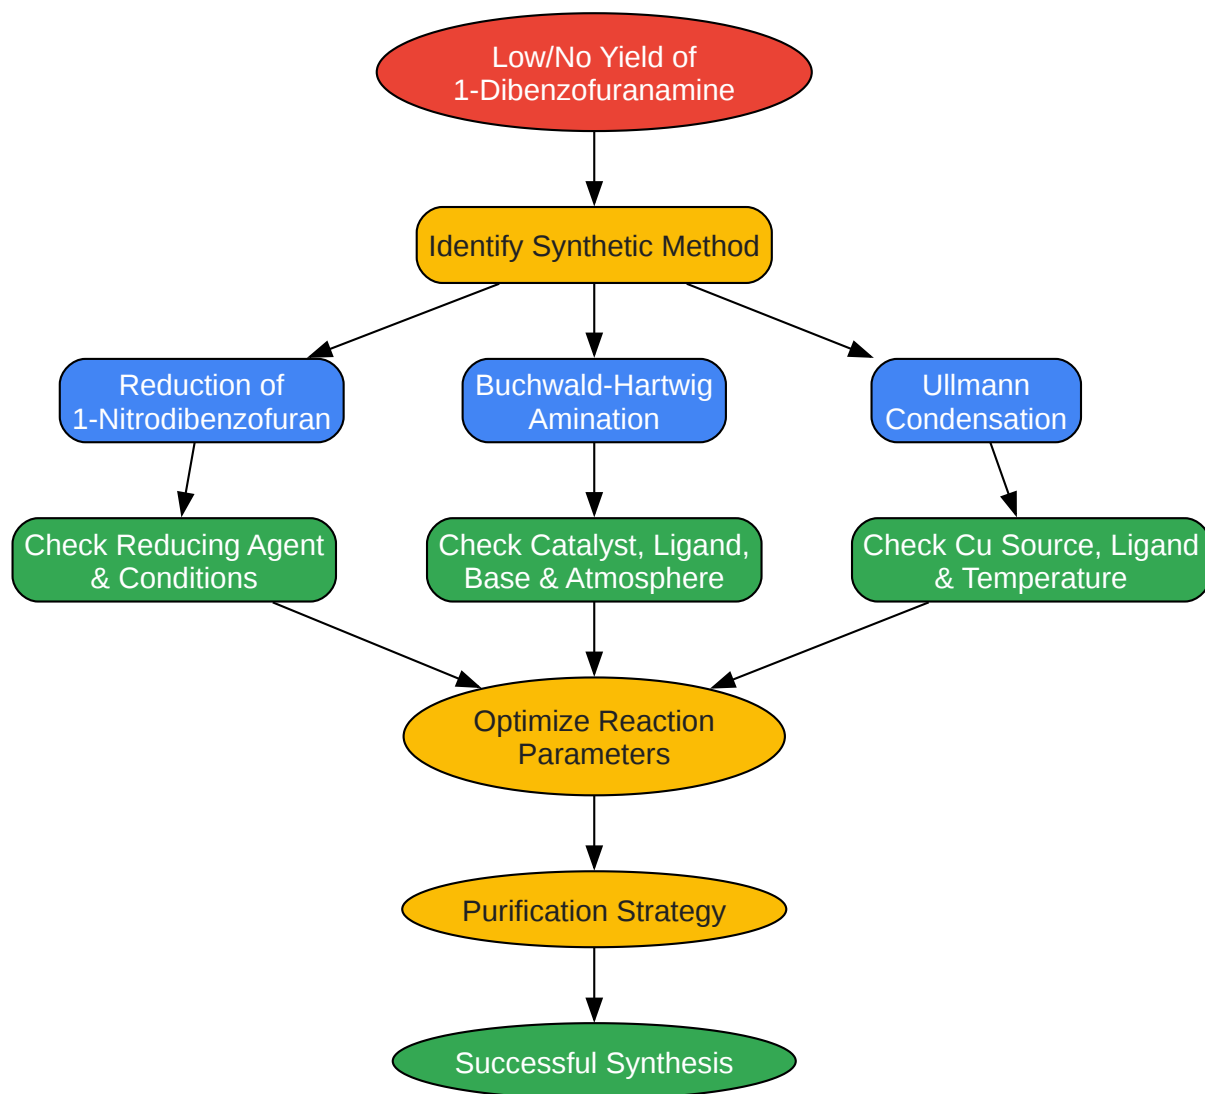 Low/No Yield of
1-Dibenzofuranamine
Identify Synthetic Method
Reduction of
1-Nitrodibenzofuran
Buchwald-Hartwig
Amination
Ullmann
Condensation
Check Reducing Agent
& Conditions
Check Catalyst, Ligand,
Base & Atmosphere
Check Cu Source, Ligand
& Temperature
Optimize Reaction
Parameters
Purification Strategy
Successful Synthesis